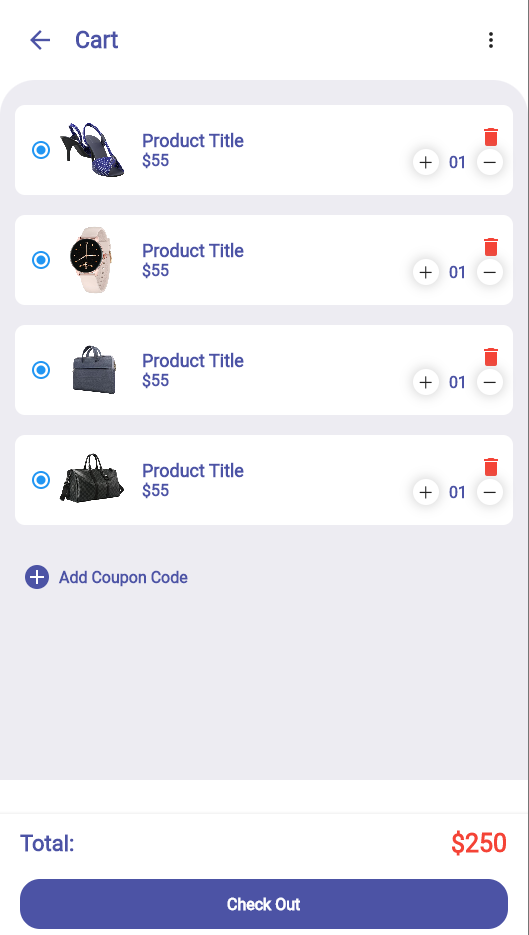 Cart
Product Title
$55
01
Product Title
$55
01
Product Title
$55
01
Product Title
$55
01
Add Coupon Code
Total: $250
Check Out